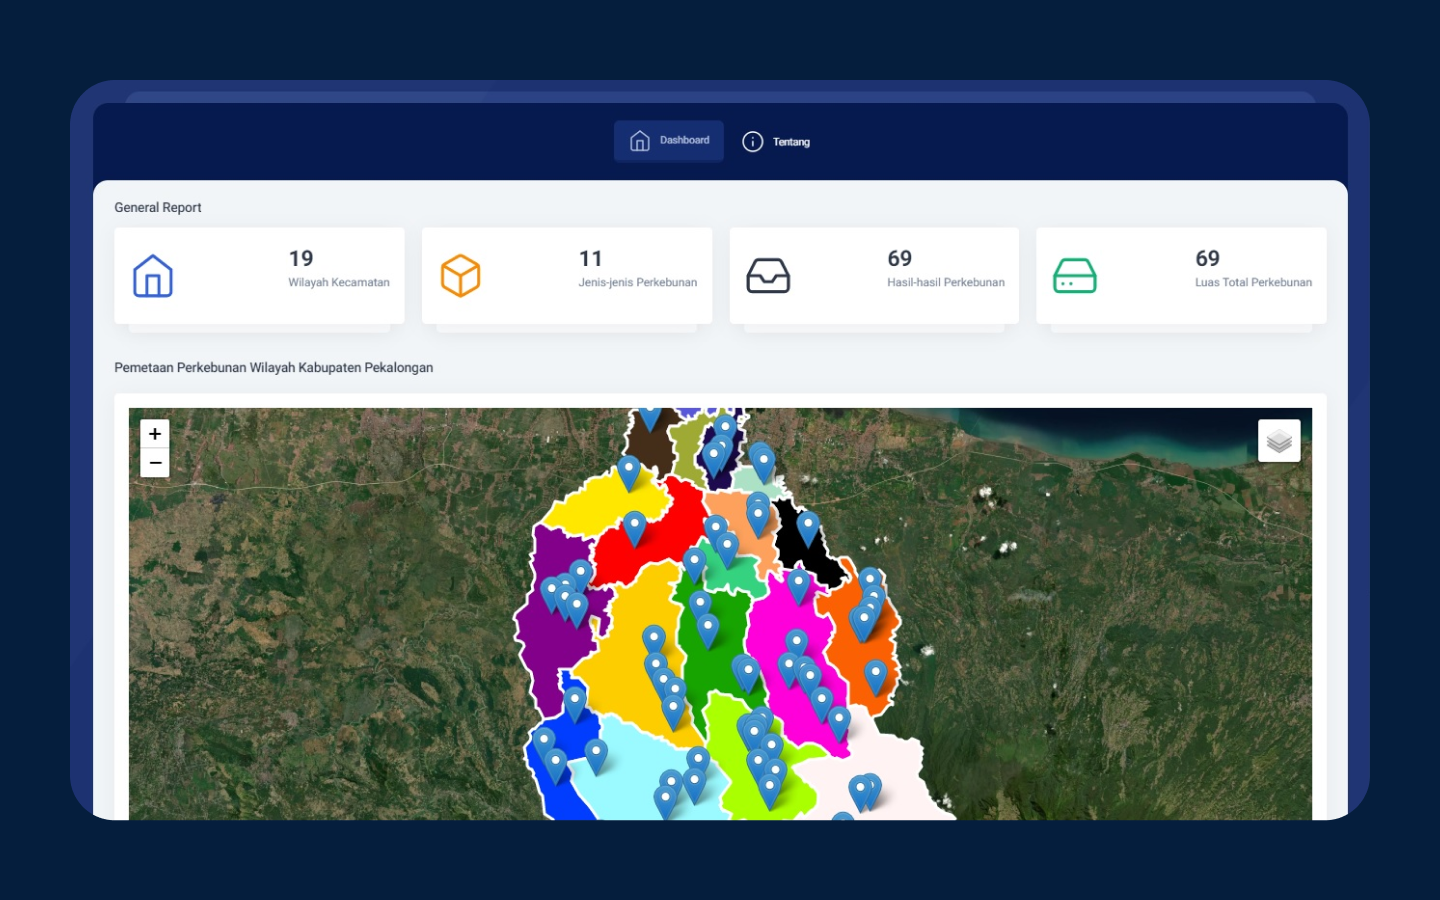 Dashboard
Tentang
General Report
19
Wilayah Kecamatan
11
Jenis-jenis Perkebunan
69
Hasil-hasil Perkebunan
69
Luas Total Perkebunan
Pemetaan Perkebunan Wilayah Kabupaten Pekalongan
+
−